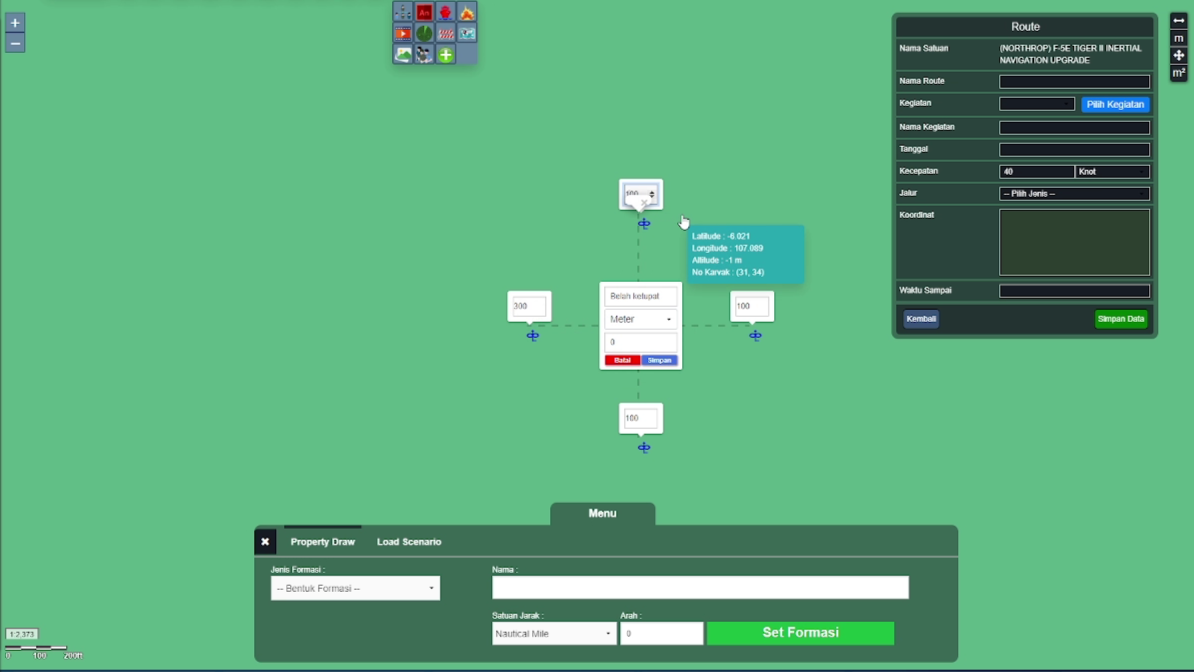 +
−
An
Route
Nama Satuan
(NORTHROP) F-5E TIGER II INERTIAL
NAVIGATION UPGRADE
m
m²
Nama Route
Kegiatan
Pilih Kegiatan
Nama Kegiatan
Tanggal
Kecepatan
40
Knot
Jalur
-- Pilih Jenis --
Koordinat
Waktu Sampai
Kembali
Simpan Data
100
Latitude : -6.021
Longitude : 107.089
Altitude : -1 m
No Karvak : (31, 34)
300
Belah ketupat
Meter
0
Batal
Simpan
100
100
Menu
Property Draw
Load Scenario
Jenis Formasi :
-- Bentuk Formasi --
Nama :
Satuan Jarak :
Nautical Mile
Arah :
0
Set Formasi
1:2,373
0 100 200ft